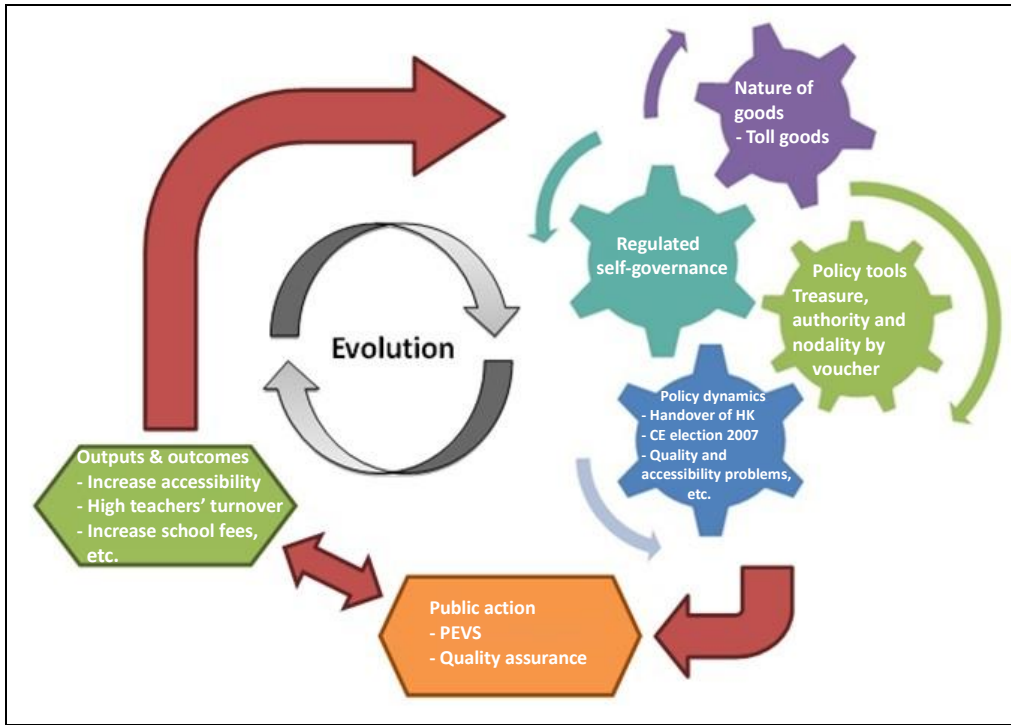 Nature of
goods
- Toll goods
Regulated
self-governance
Policy tools
Treasure,
authority and
nodality by
voucher
Evolution
Policy dynamics
- Handover of HK
- CE election 2007
- Quality and
accessibility problems,
etc.
Outputs & outcomes
- Increase accessibility
- High teachers’ turnover
- Increase school fees,
etc.
Public action
- PEVS
- Quality assurance